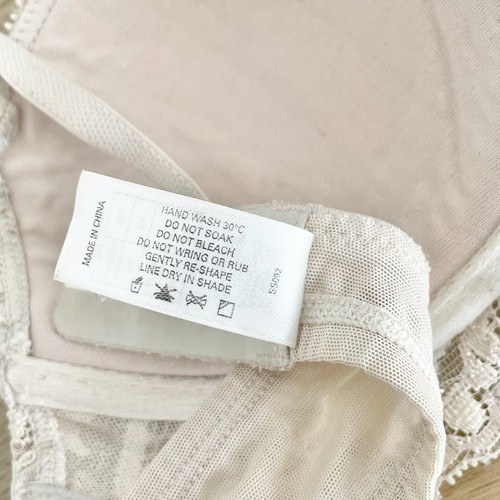 MADE IN CHINA
HAND WASH 30°C
DO NOT SOAK
DO NOT BLEACH
DO NOT WRING OR RUB
GENTLY RE-SHAPE
LINE DRY IN SHADE
SS092